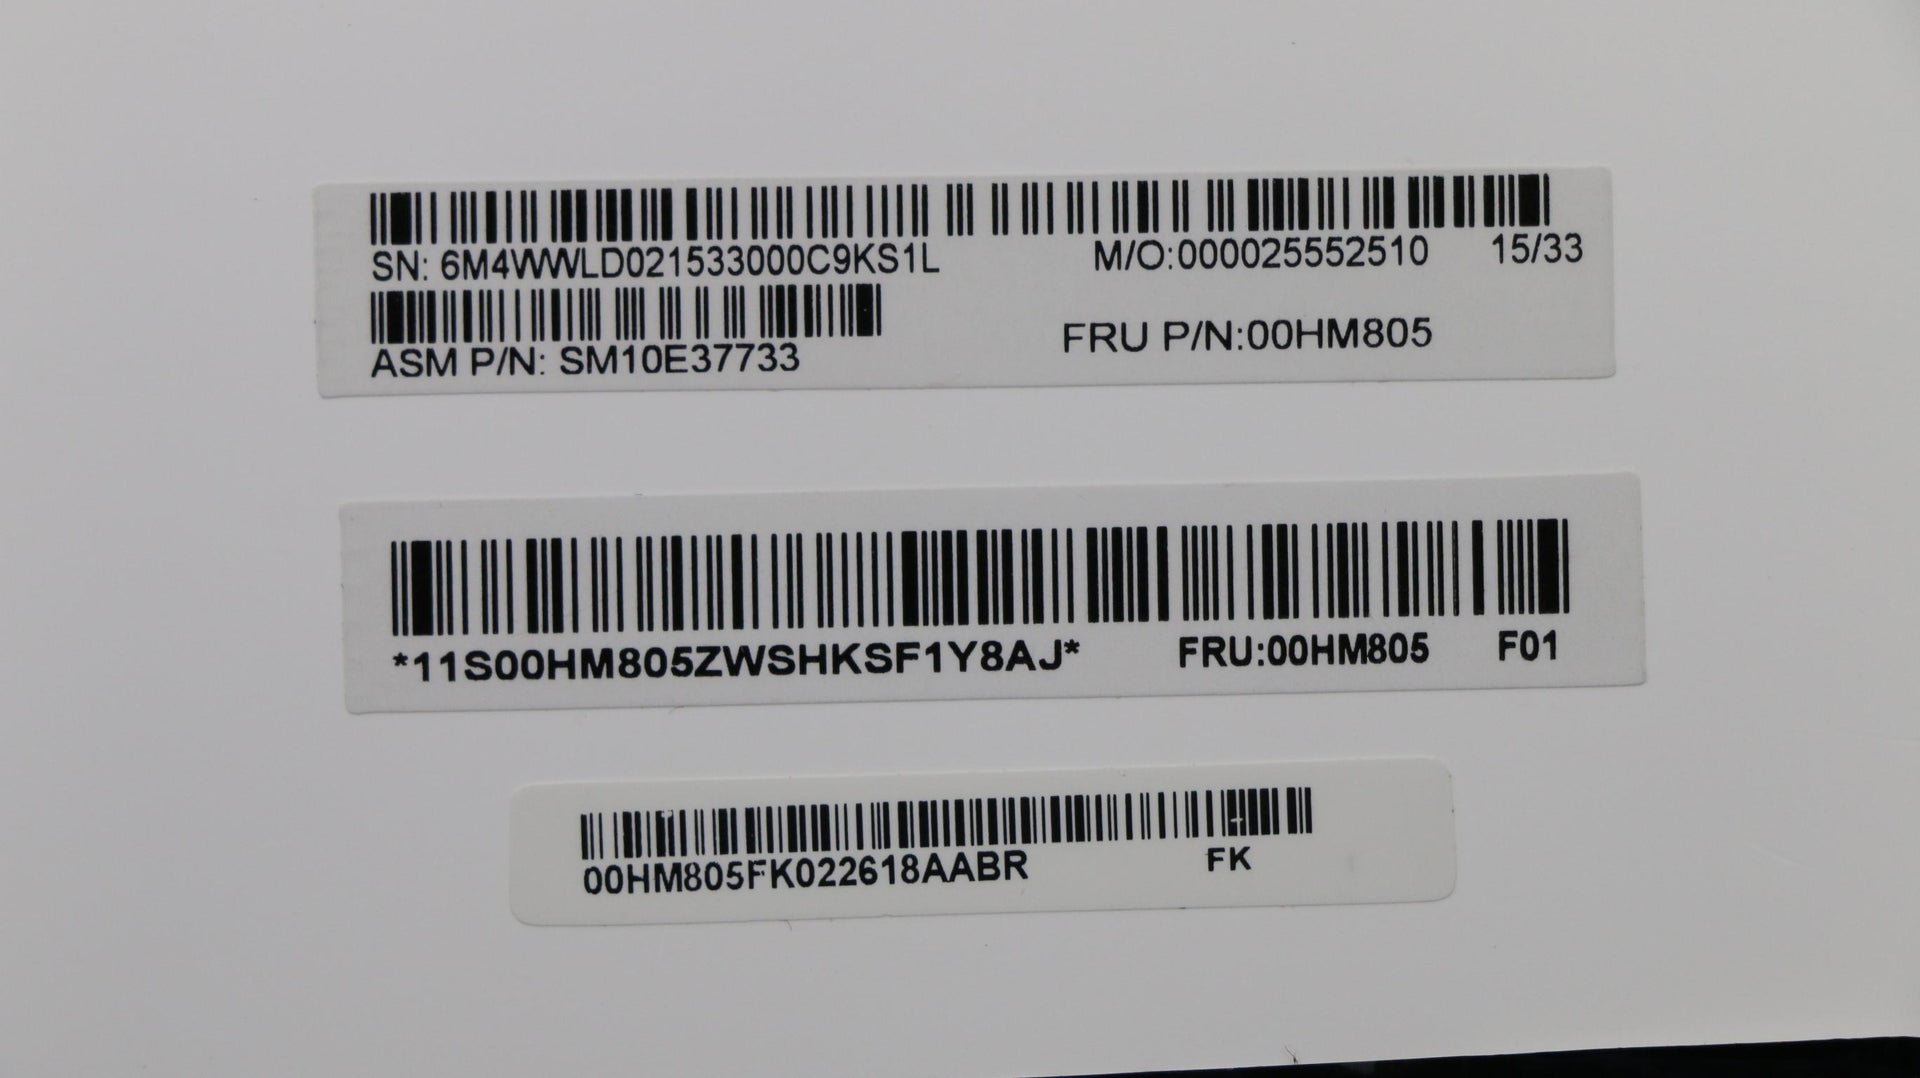 SN: 6M4WWLD021533000C9KS1L M/O:000025552510 15/33
ASM P/N: SM10E37733 FRU P/N:00HM805
*11S00HM805ZWSHKSF1Y8AJ* FRU:00HM805 F01
00HM805FK022618AABR FK